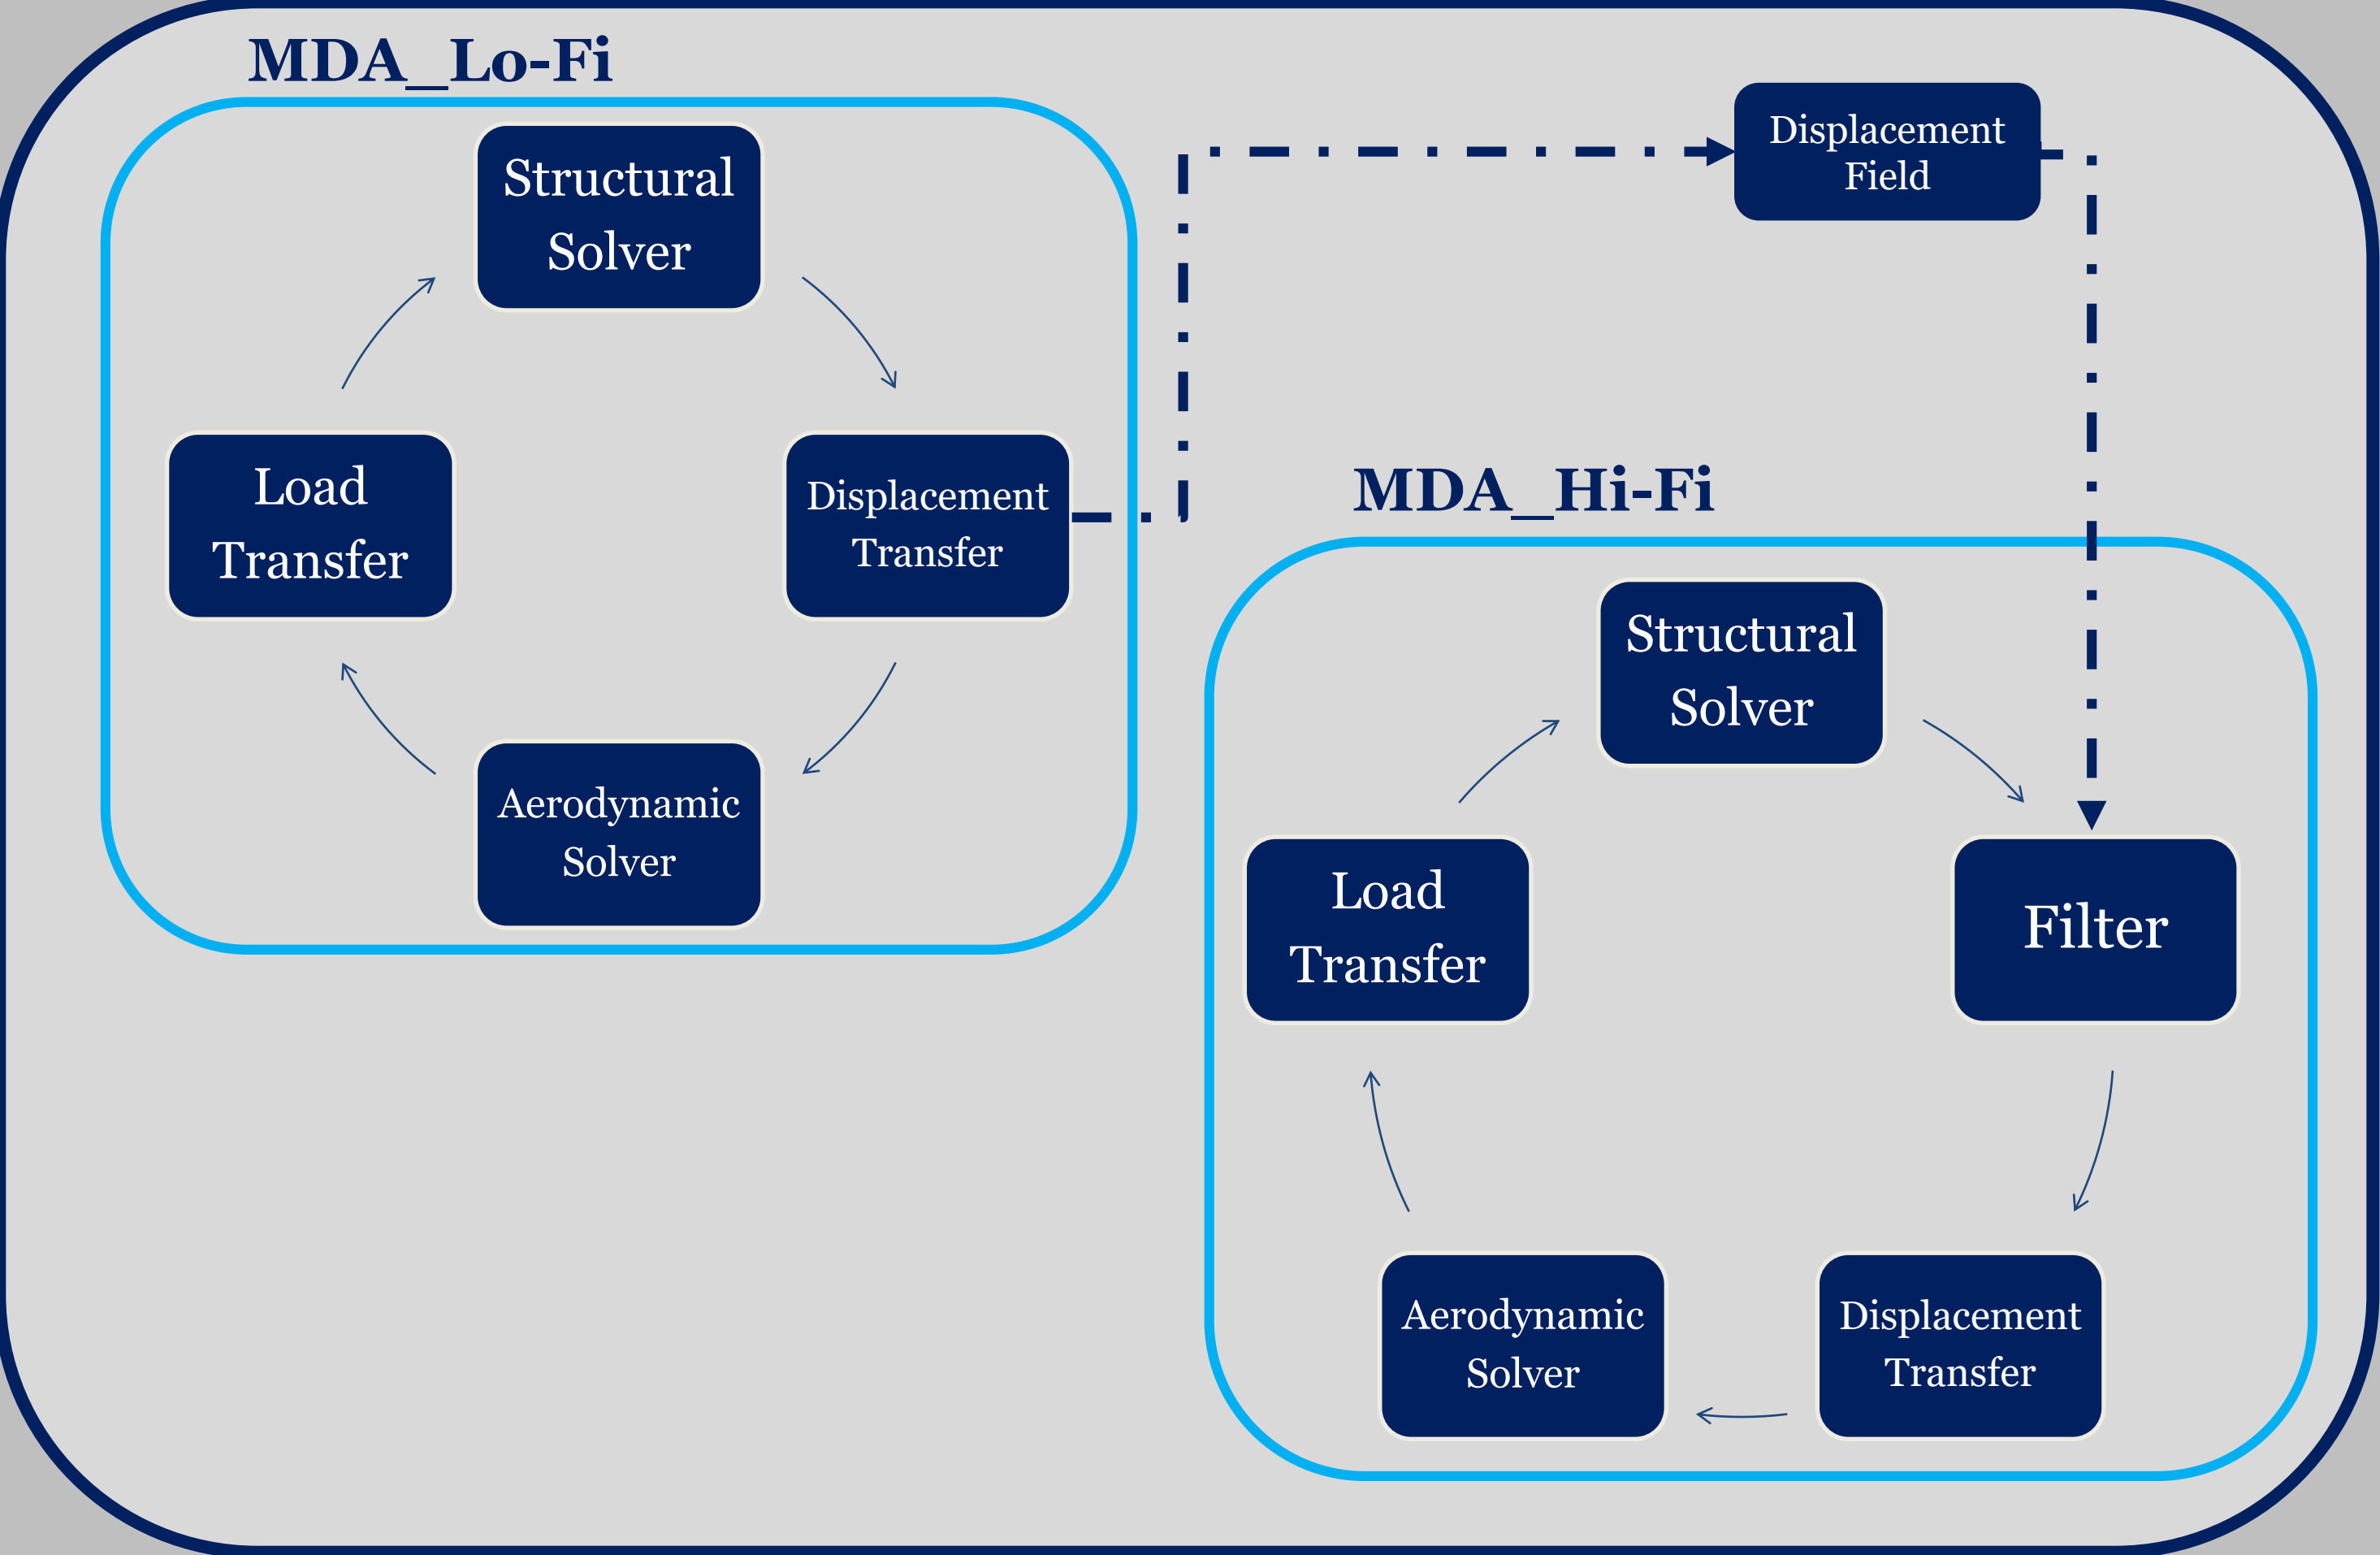 MDA_Lo-Fi
Structural
Solver
Load
Transfer
Displacement
Transfer
Aerodynamic
Solver
Displacement
Field
MDA_Hi-Fi
Structural
Solver
Load
Transfer
Filter
Aerodynamic
Solver
Displacement
Transfer